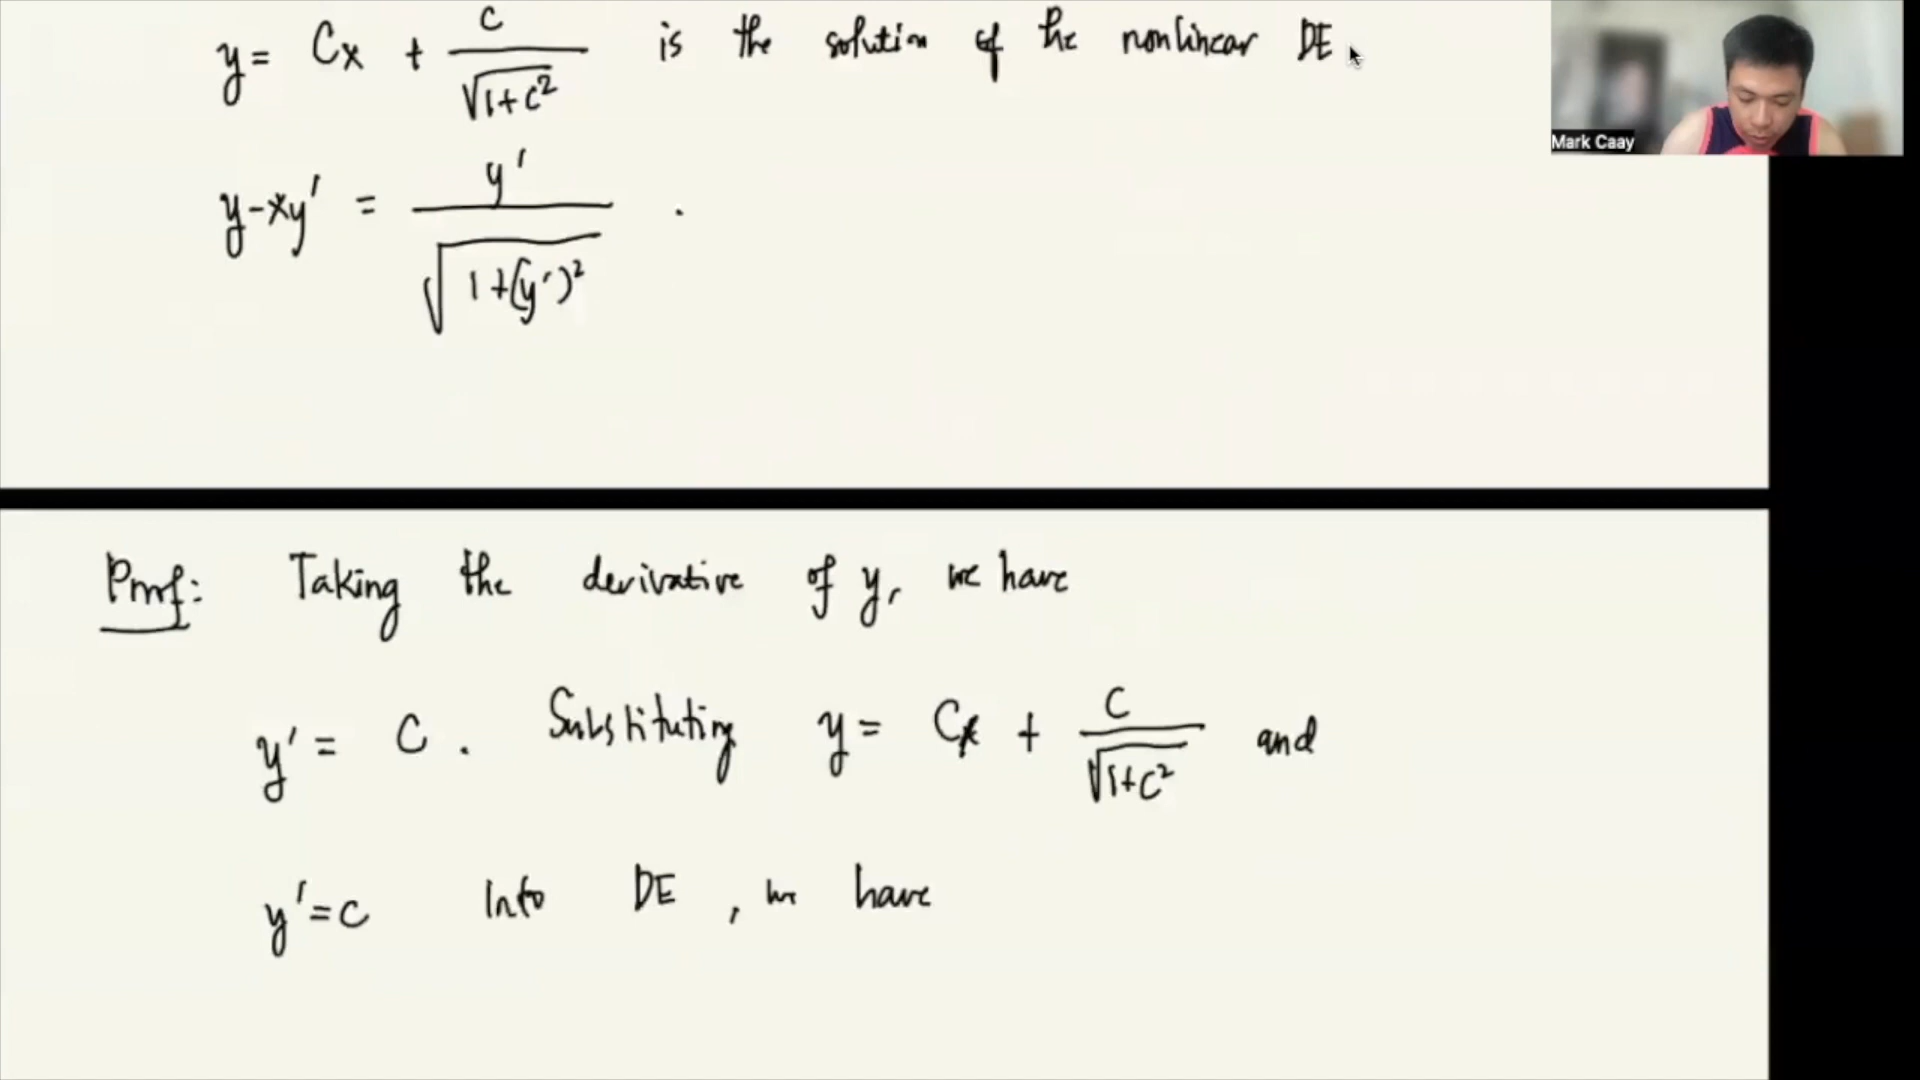 y = Cx + c/√(1+c²) is the solution of the nonlinear DE
Mark Caay
y-xy' = y'/√(1+(y')²) .
Proof: Taking the derivative of y, we have
y' = C . Substituting y = Cx + C/√(1+c²) and
y'=c into DE, we have